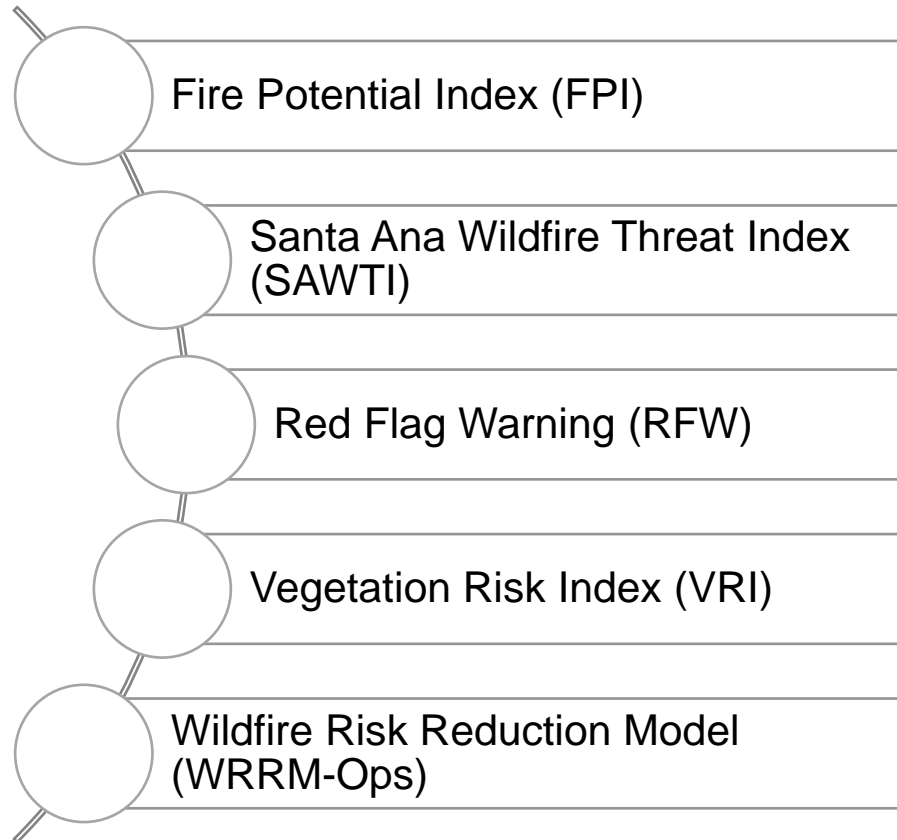 Fire Potential Index (FPI)
Santa Ana Wildfire Threat Index
(SAWTI)
Red Flag Warning (RFW)
Vegetation Risk Index (VRI)
Wildfire Risk Reduction Model
(WRRM-Ops)